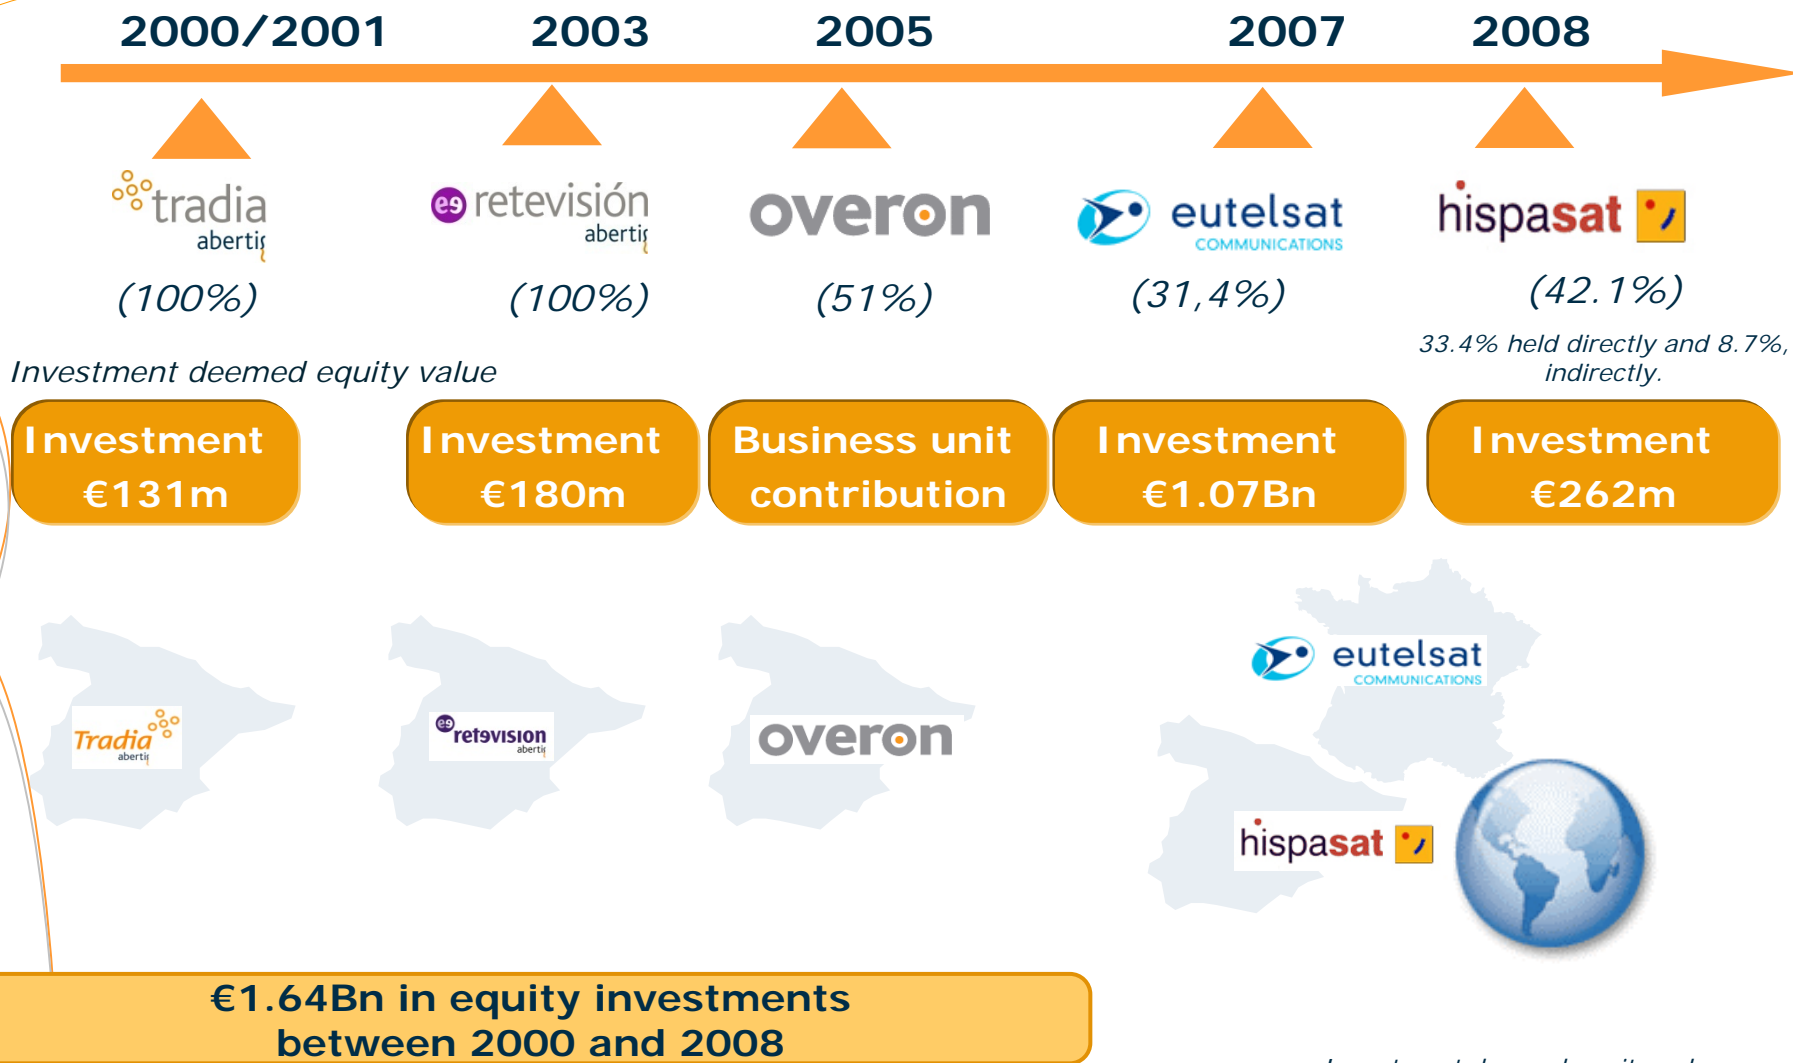 2000/2001 2003 2005 2007 2008
tradia
abertis
retevisión
abertis
overon
eutelsat
COMMUNICATIONS
hispasat
(100%) (100%) (51%) (31,4%) (42.1%)
33.4% held directly and 8.7%,
indirectly.
Investment deemed equity value
Investment
€131m
Investment
€180m
Business unit
contribution
Investment
€1.07Bn
Investment
€262m
Tradia
abertis
retevision
abertis
overon
eutelsat
COMMUNICATIONS
hispasat
€1.64Bn in equity investments
between 2000 and 2008